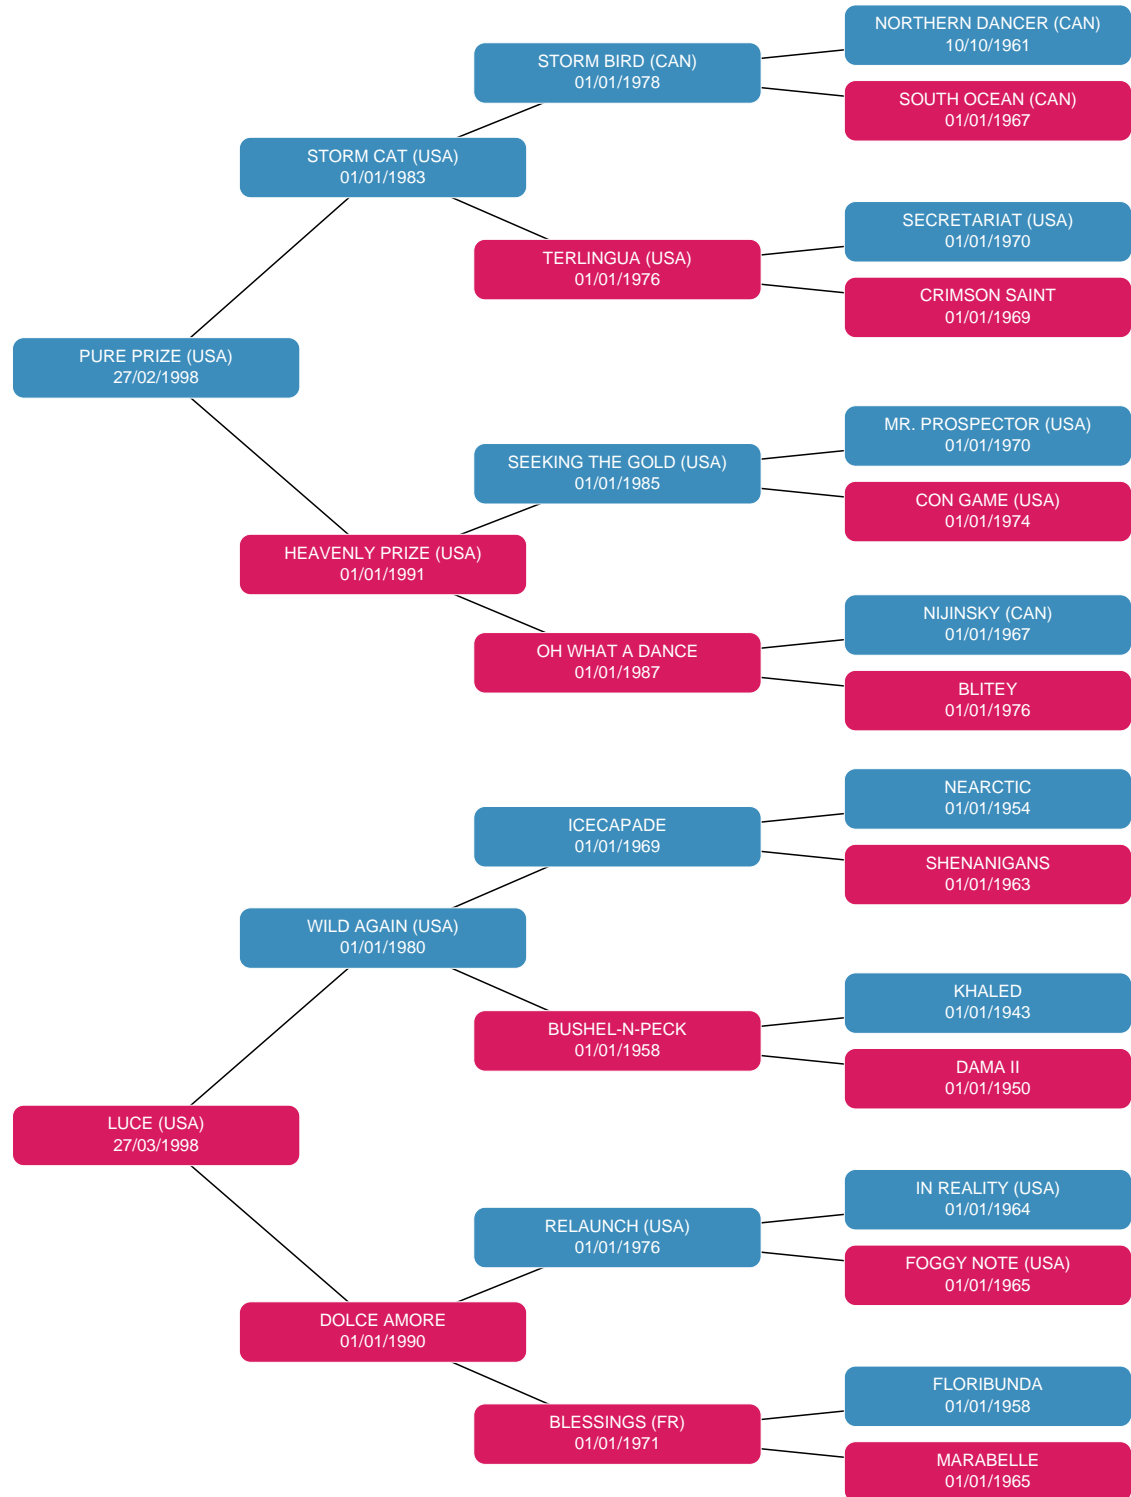 NORTHERN DANCER (CAN)
10/10/1961
STORM BIRD (CAN)
01/01/1978
SOUTH OCEAN (CAN)
01/01/1967
STORM CAT (USA)
01/01/1983
SECRETARIAT (USA)
01/01/1970
TERLINGUA (USA)
01/01/1976
CRIMSON SAINT
01/01/1969
PURE PRIZE (USA)
27/02/1998
MR. PROSPECTOR (USA)
01/01/1970
SEEKING THE GOLD (USA)
01/01/1985
CON GAME (USA)
01/01/1974
HEAVENLY PRIZE (USA)
01/01/1991
NIJINSKY (CAN)
01/01/1967
OH WHAT A DANCE
01/01/1987
BLITEY
01/01/1976
NEARCTIC
01/01/1954
ICECAPADE
01/01/1969
SHENANIGANS
01/01/1963
WILD AGAIN (USA)
01/01/1980
KHALED
01/01/1943
BUSHEL-N-PECK
01/01/1958
DAMA II
01/01/1950
LUCE (USA)
27/03/1998
IN REALITY (USA)
01/01/1964
RELAUNCH (USA)
01/01/1976
FOGGY NOTE (USA)
01/01/1965
DOLCE AMORE
01/01/1990
FLORIBUNDA
01/01/1958
BLESSINGS (FR)
01/01/1971
MARABELLE
01/01/1965